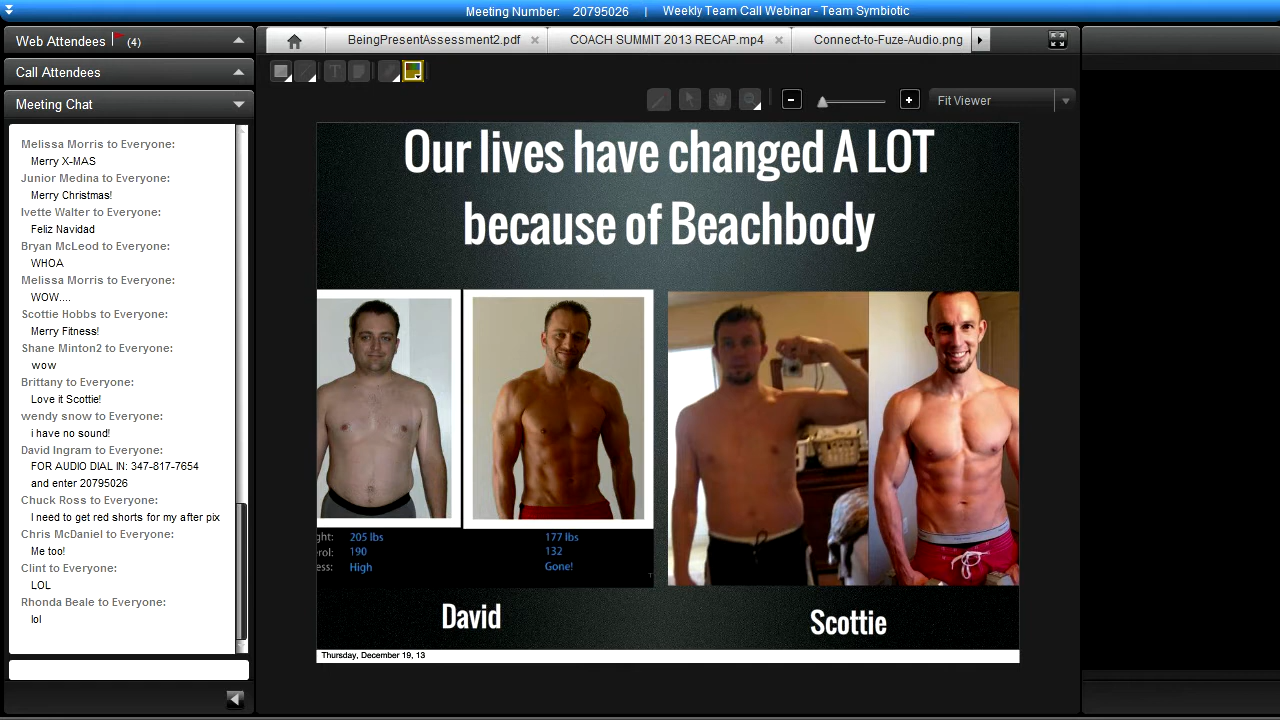 Meeting Number: 20795026 | Weekly Team Call Webinar - Team Symbiotic
Web Attendees (4)
Call Attendees
Meeting Chat
Melissa Morris to Everyone:
Merry X-MAS
Junior Medina to Everyone:
Merry Christmas!
Ivette Walter to Everyone:
Feliz Navidad
Bryan McLeod to Everyone:
WHOA
Melissa Morris to Everyone:
WOW....
Scottie Hobbs to Everyone:
Merry Fitness!
Shane Minton2 to Everyone:
wow
Brittany to Everyone:
Love it Scottie!
wendy snow to Everyone:
i have no sound!
David Ingram to Everyone:
FOR AUDIO DIAL IN: 347-817-7654
and enter 20795026
Chuck Ross to Everyone:
I need to get red shorts for my after pix
Chris McDaniel to Everyone:
Me too!
Clint to Everyone:
LOL
Rhonda Beale to Everyone:
lol
BeingPresentAssessment2.pdf
COACH SUMMIT 2013 RECAP.mp4
Connect-to-Fuze-Audio.png
Fit Viewer
Our lives have changed A LOT
because of Beachbody
ght: 205 lbs 177 lbs
rol: 190 132
ess: High Gone!
David
Scottie
Thursday, December 19, 13